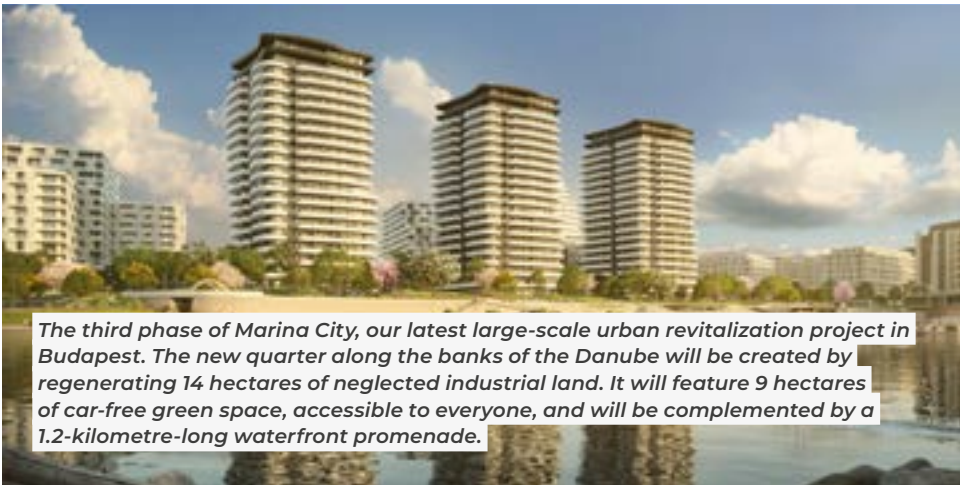 The third phase of Marina City, our latest large-scale urban revitalization project in
Budapest. The new quarter along the banks of the Danube will be created by
regenerating 14 hectares of neglected industrial land. It will feature 9 hectares
of car-free green space, accessible to everyone, and will be complemented by a
1.2-kilometre-long waterfront promenade.